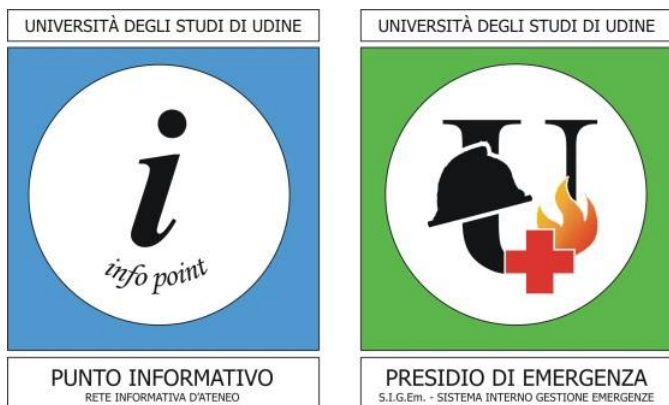 UNIVERSITÀ DEGLI STUDI DI UDINE
i
info point
PUNTO INFORMATIVO
RETE INFORMATIVA D'ATENEO
UNIVERSITÀ DEGLI STUDI DI UDINE
U
PRESIDIO DI EMERGENZA
S.I.G.Em. - SISTEMA INTERNO GESTIONE EMERGENZE